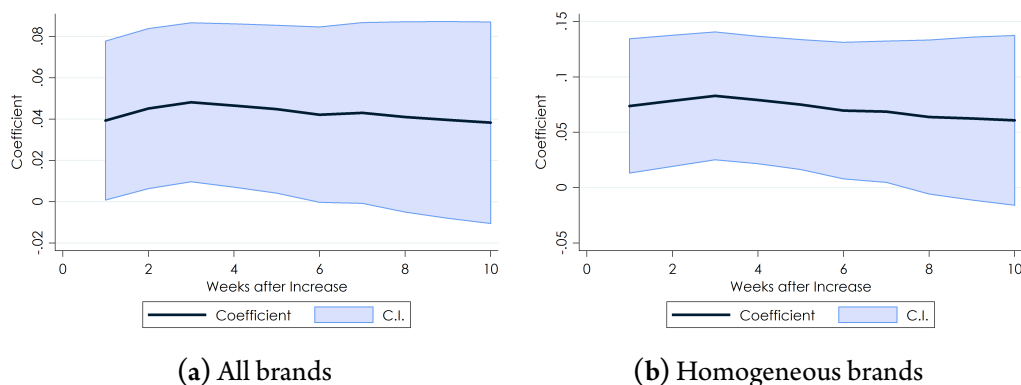 .08
.06
.04
.02
0
-.02
Coefficient
0 2 4 6 8 10
Weeks after Increase
Coefficient C.I.
(a) All brands
.15
.1
.05
0
-.05
Coefficient
0 2 4 6 8 10
Weeks after Increase
Coefficient C.I.
(b) Homogeneous brands